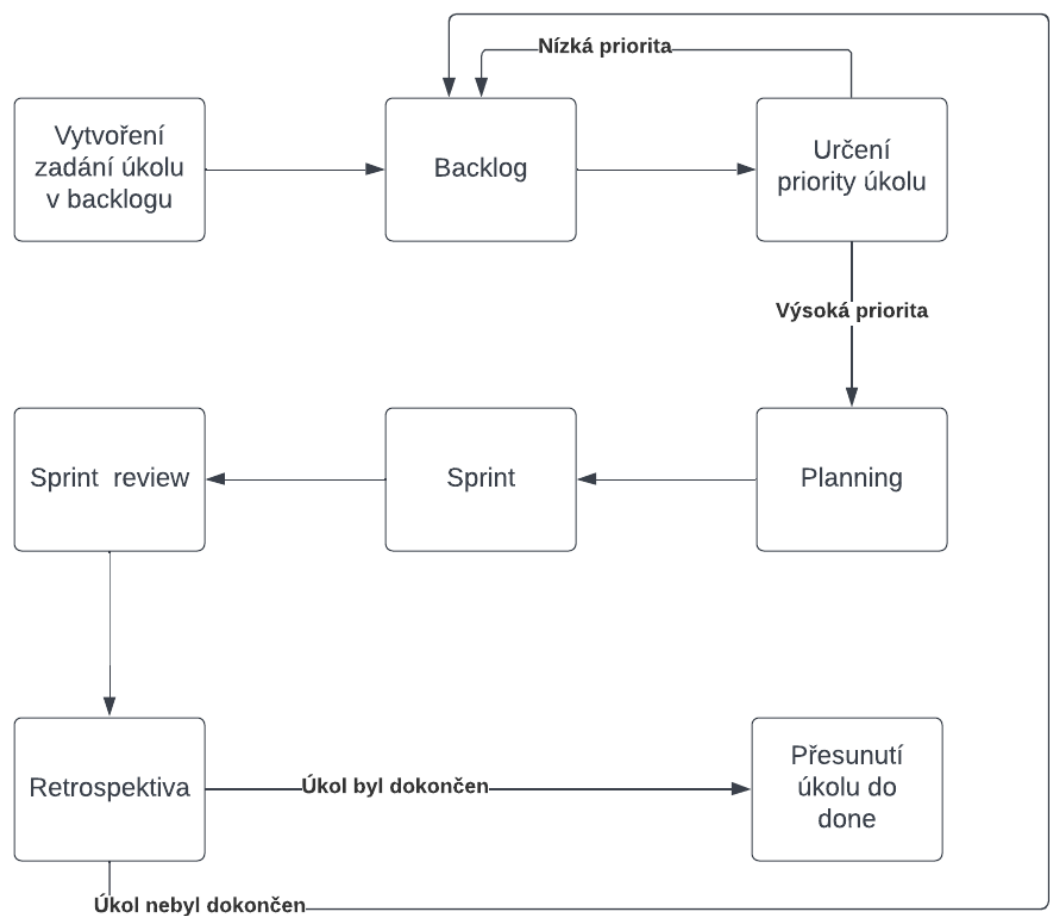 Nízká priorita
Vytvoření
zadání úkolu
v backlogu
Backlog
Určení
priority úkolu
Výsoká priorita
Sprint review
Sprint
Planning
Retrospektiva
Úkol byl dokončen
Přesunutí
úkolu do
done
Úkol nebyl dokončen